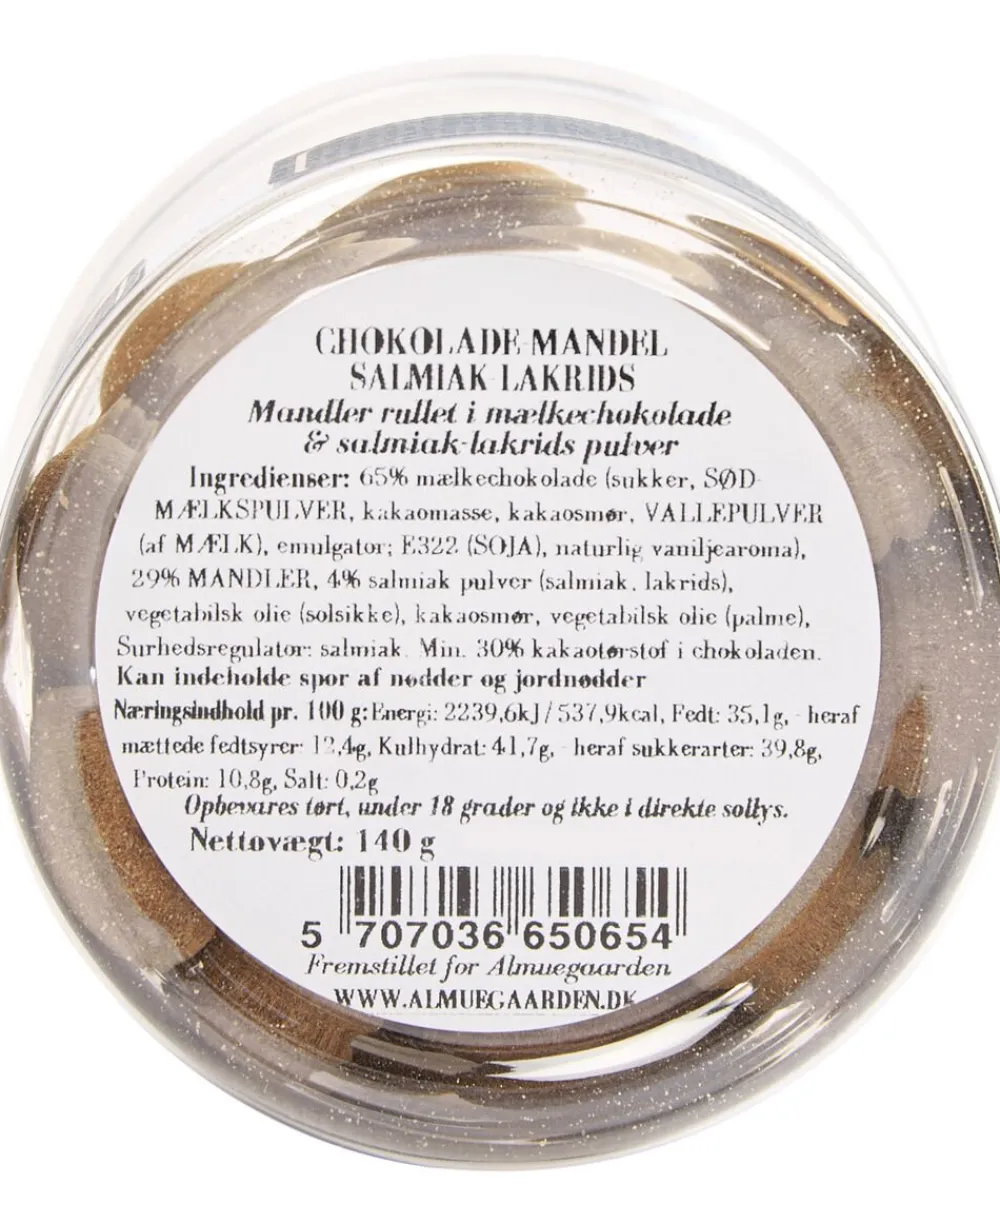 CHOKOLADE-MANDEL
SALMIAK-LAKRIDS
Mandler rullet i mælkechokolade
& salmiak-lakrids pulver
Ingredienser: 65% mælkechokolade (sukker, SØD-
MÆLKSPULVER, kakaomasse, kakaosmør, VALLEPULVER
(af MÆLK), emulgator; E322 (SOJA), naturlig vaniljearoma),
29% MANDLER, 4% salmiak pulver (salmiak, lakrids),
vegetabilsk olie (solsikke), kakaosmør, vegetabilsk olie (palme),
Surhedsregulator: salmiak. Min. 30% kakaotørstof i chokoladen.
Kan indeholde spor af nødder og jordnødder
Næringsindhold pr. 100 g: Energi: 2239,6kJ/537,9kcal, Fedt: 35,1g, - heraf
mættede fedtsyrer: 12,4g, Kulhydrat: 41,7g, - heraf sukkerarter: 39,8g,
Protein: 10,8g, Salt: 0,2g
Opbevares tørt, under 18 grader og ikke i direkte sollys.
Nettovægt: 140 g
5 707036 650654
Fremstillet for Almuegaarden
WWW.ALMUEGAARDEN.DK